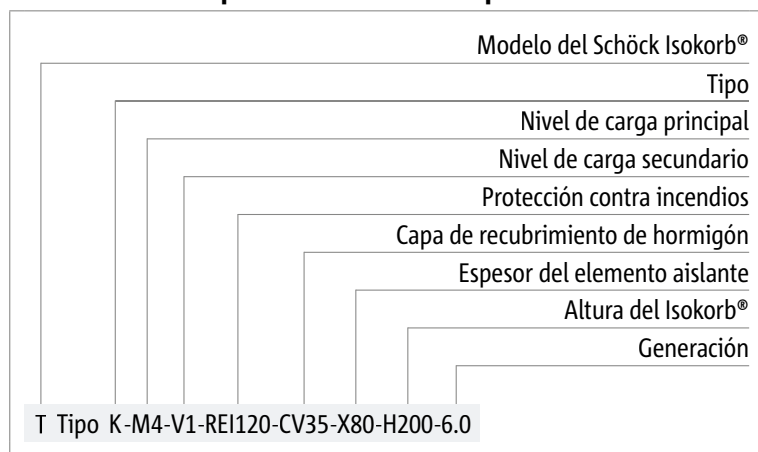 Modelo del Schöck Isokorb®
Tipo
Nivel de carga principal
Nivel de carga secundario
Protección contra incendios
Capa de recubrimiento de hormigón
Espesor del elemento aislante
Altura del Isokorb®
Generación
T Tipo K-M4-V1-REI120-CV35-X80-H200-6.0